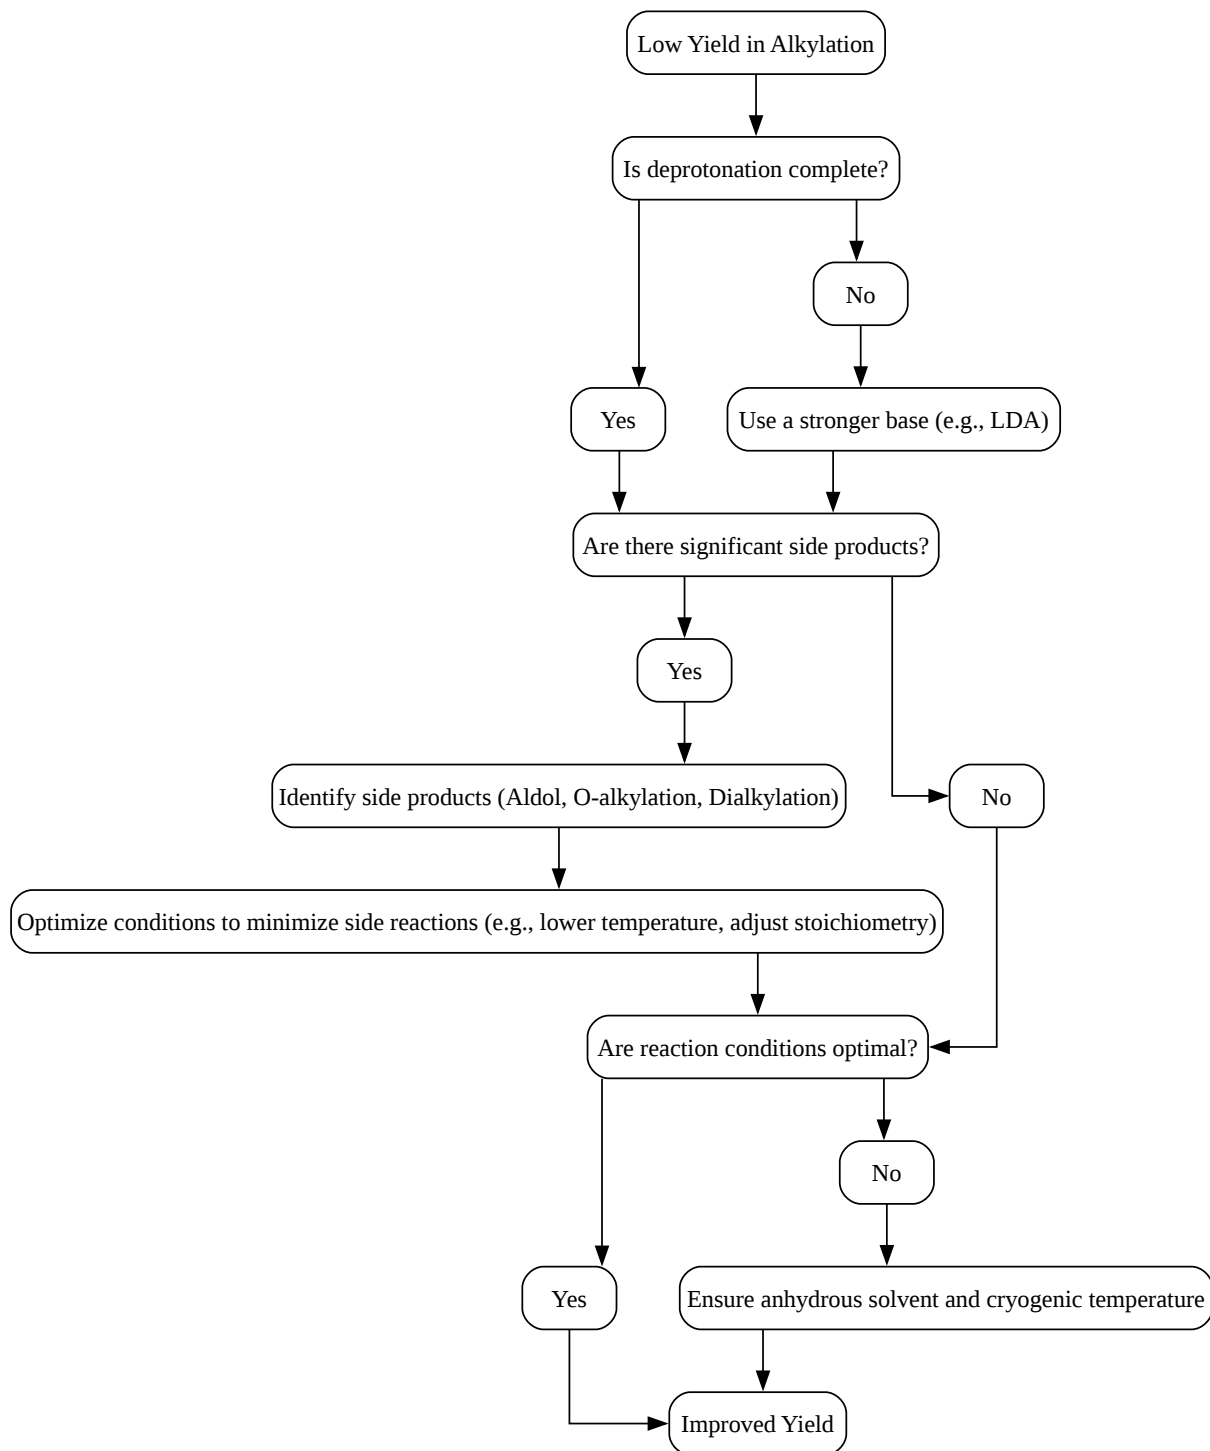 Low Yield in Alkylation
Is deprotonation complete?
No
Yes
Use a stronger base (e.g., LDA)
Are there significant side products?
Yes
Identify side products (Aldol, O-alkylation, Dialkylation)
No
Optimize conditions to minimize side reactions (e.g., lower temperature, adjust stoichiometry)
Are reaction conditions optimal?
No
Yes
Ensure anhydrous solvent and cryogenic temperature
Improved Yield